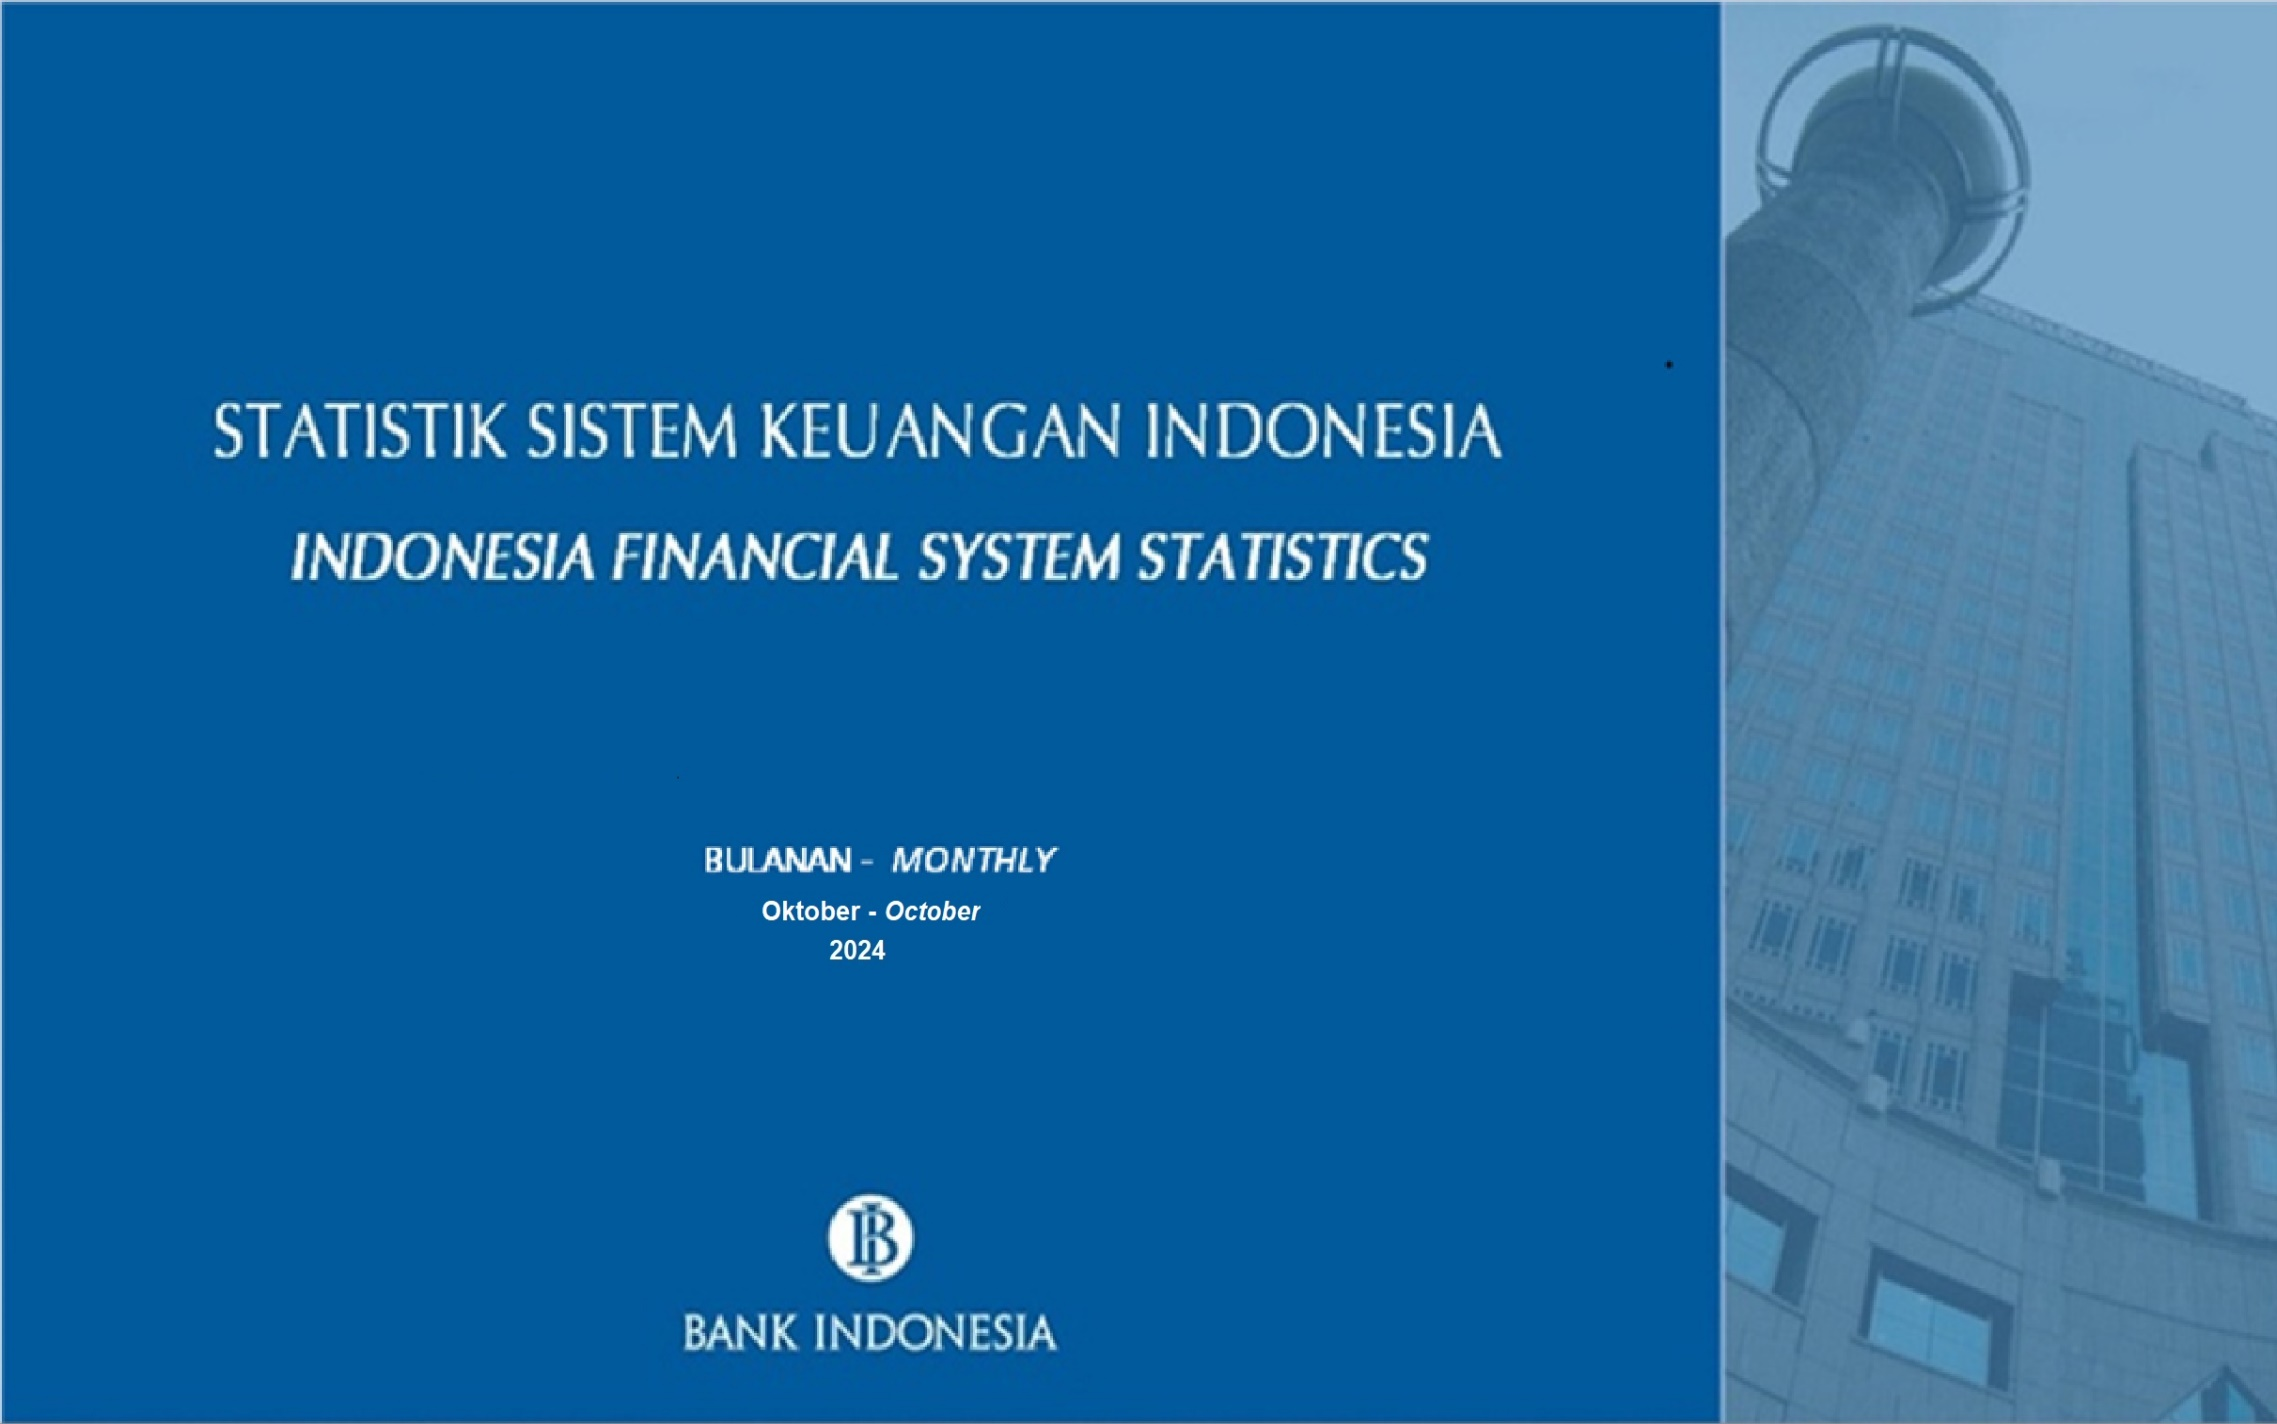 STATISTIK SISTEM KEUANGAN INDONESIA
INDONESIA FINANCIAL SYSTEM STATISTICS
BULANAN - MONTHLY
Oktober - October
2024
BANK INDONESIA